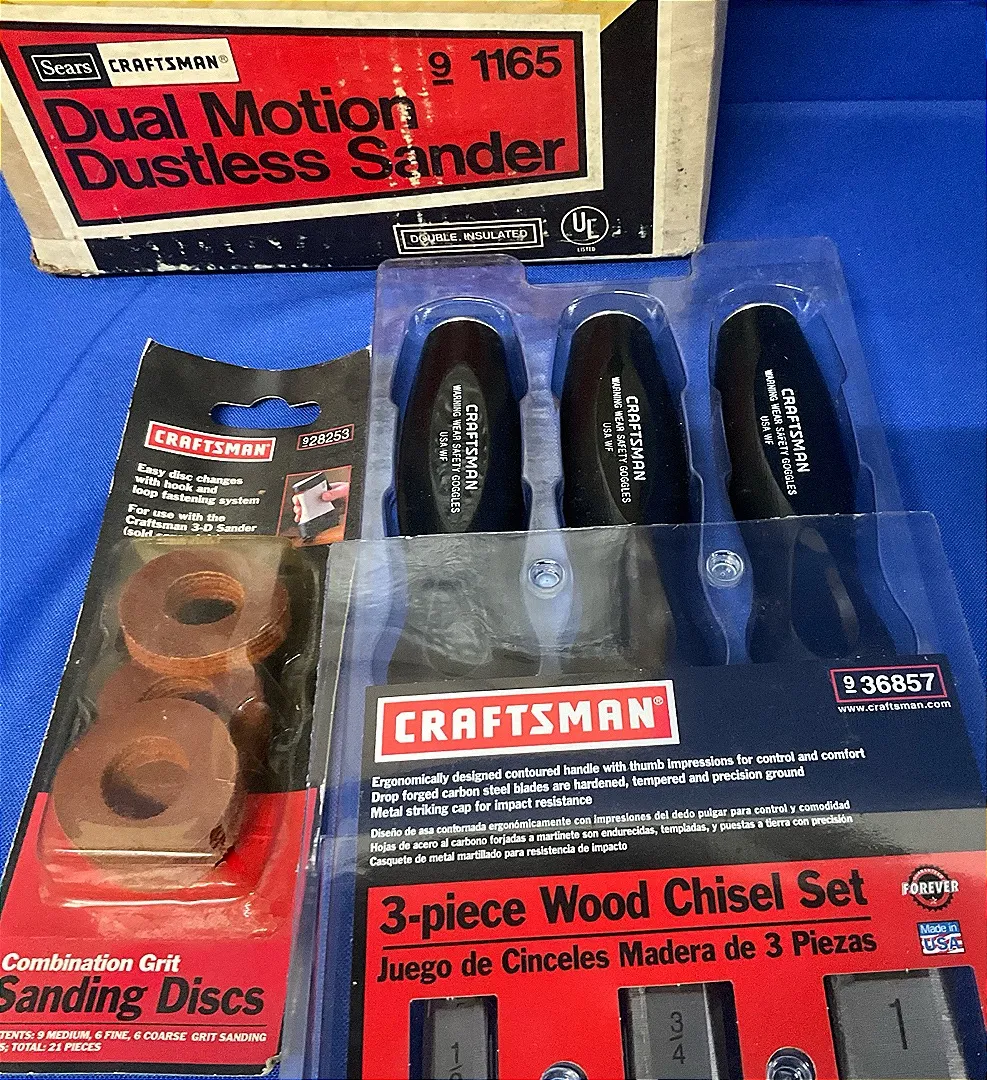 Sears CRAFTSMAN®
9 1165
Dual Motion
Dustless Sander
DOUBLE INSULATED
UL
LISTED
CRAFTSMAN
WARNING WEAR SAFETY GOGGLES
USA WF
CRAFTSMAN
WARNING WEAR SAFETY GOGGLES
USA WF
CRAFTSMAN
WARNING WEAR SAFETY GOGGLES
USA WF
CRAFTSMAN
928253
Easy disc changes
with hook and
loop fastening system
For use with the
Craftsman 3-D Sander
(sold
Combination Grit
Sanding Discs
TENTS: 9 MEDIUM, 6 FINE, 6 COARSE GRIT SANDING
S; TOTAL: 21 PIECES
CRAFTSMAN®
9 36857
www.craftsman.com
Ergonomically designed contoured handle with thumb impressions for control and comfort
Drop forged carbon steel blades are hardened, tempered and precision ground
Metal striking cap for impact resistance
Diseño de asa contornada ergonómicamente con impresiones del dedo pulgar para control y comodidad
Hojas de acero al carbono forjadas a martinete son endurecidas, templadas, y puestas a tierra con precisión
Casquete de metal martillado para resistencia de impacto
3-piece Wood Chisel Set
Juego de Cinceles Madera de 3 Piezas
FOREVER
Made in
USA
3/4
1